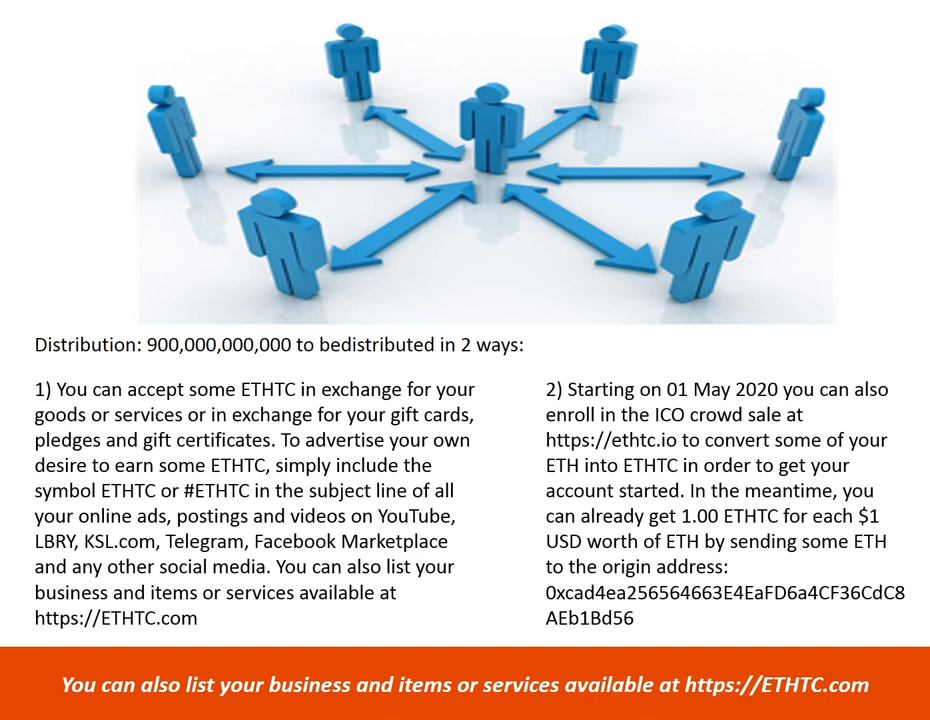 Distribution: 900,000,000,000 to bedistributed in 2 ways:
1) You can accept some ETHTC in exchange for your
goods or services or in exchange for your gift cards,
pledges and gift certificates. To advertise your own
desire to earn some ETHTC, simply include the
symbol ETHTC or #ETHTC in the subject line of all
your online ads, postings and videos on YouTube,
LBRY, KSL.com, Telegram, Facebook Marketplace
and any other social media. You can also list your
business and items or services available at
https://ETHTC.com
2) Starting on 01 May 2020 you can also
enroll in the ICO crowd sale at
https://ethtc.io to convert some of your
ETH into ETHTC in order to get your
account started. In the meantime, you
can already get 1.00 ETHTC for each $1
USD worth of ETH by sending some ETH
to the origin address:
0xcad4ea256564663E4EaFD6a4CF36CdC8
AEb1Bd56
You can also list your business and items or services available at https://ETHTC.com